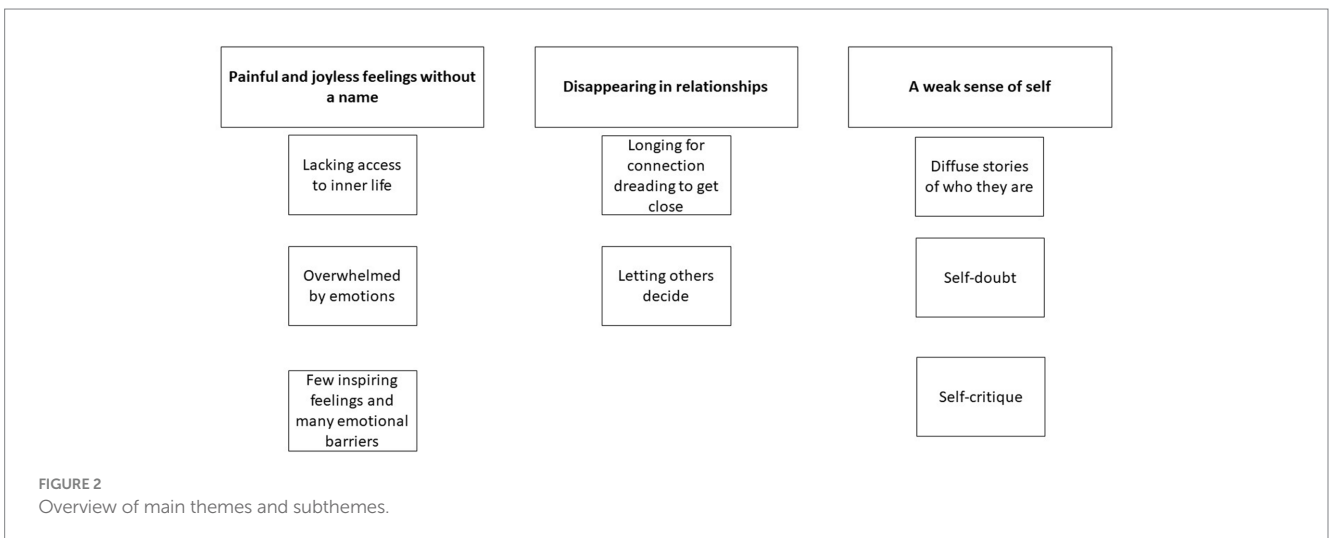 Painful and joyless feelings without
a name
Lacking access
to inner life
Overwhelmed
by emotions
Few inspiring
feelings and
many emotional
barriers
Disappearing in relationships
Longing for
connection
dreading to get
close
Letting others
decide
A weak sense of self
Diffuse stories
of who they are
Self-doubt
Self-critique
FIGURE 2
Overview of main themes and subthemes.